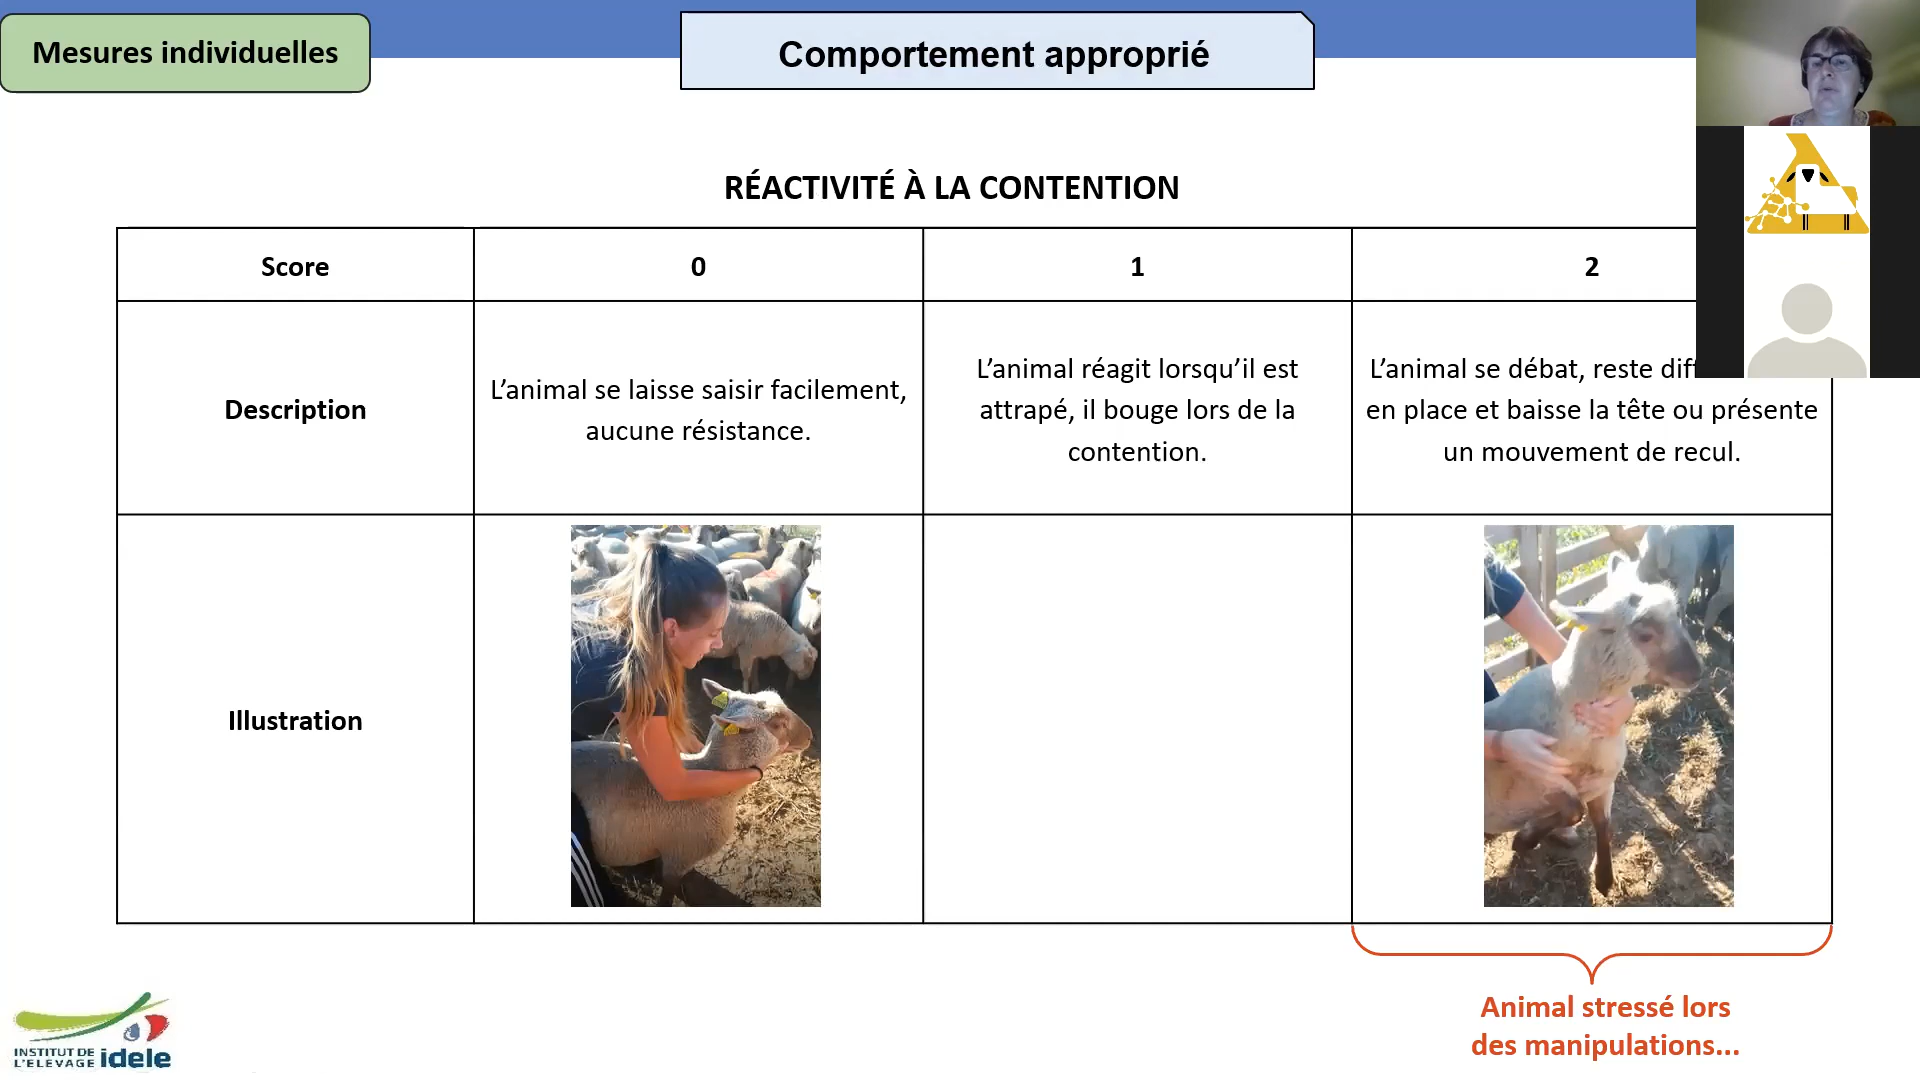 Mesures individuelles
Comportement approprié
RÉACTIVITÉ À LA CONTENTION
Score
0
1
2
Description
L’animal se laisse saisir facilement,
aucune résistance.
L’animal réagit lorsqu’il est
attrapé, il bouge lors de la
contention.
L’animal se débat, reste
en place et baisse la tête ou présente
un mouvement de recul.
Illustration
Animal stressé lors
des manipulations...
INSTITUT DE
L'ELEVAGE idele